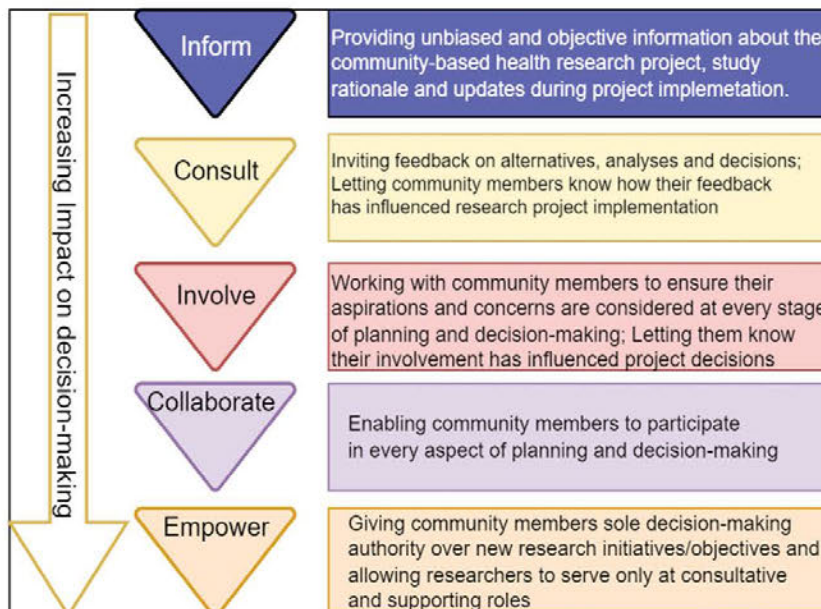 Increasing Impact on decision-making
Inform
Providing unbiased and objective information about the
community-based health research project, study
rationale and updates during project implemetation.
Consult
Inviting feedback on alternatives, analyses and decisions;
Letting community members know how their feedback
has influenced research project implementation
Involve
Working with community members to ensure their
aspirations and concerns are considered at every stage
of planning and decision-making; Letting them know
their involvement has influenced project decisions
Collaborate
Enabling community members to participate
in every aspect of planning and decision-making
Empower
Giving community members sole decision-making
authority over new research initiatives/objectives and
allowing researchers to serve only at consultative
and supporting roles